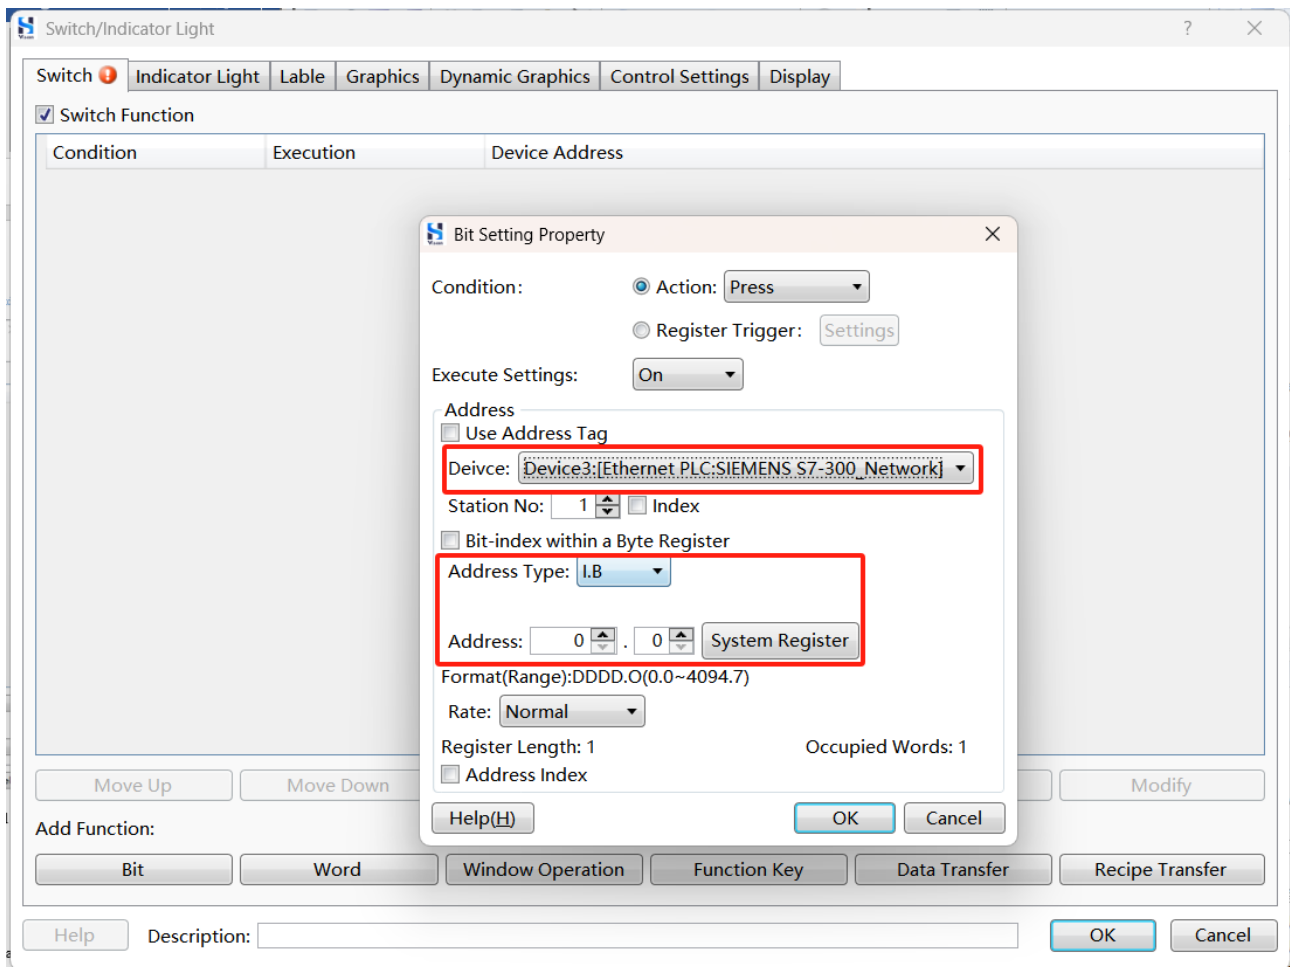 Switch/Indicator Light ?
Switch Indicator Light Lable Graphics Dynamic Graphics Control Settings Display
Switch Function
Condition Execution Device Address
Bit Setting Property
Condition: Action: Press
Register Trigger: Settings
Execute Settings: On
Address
Use Address Tag
Deivce: Device3:[Ethernet PLC:SIEMENS S7-300_Network]
Station No: 1 Index
Bit-index within a Byte Register
Address Type: I.B
Address: 0 . 0 System Register
Format(Range):DDDD.O(0.0~4094.7)
Rate: Normal
Register Length: 1 Occupied Words: 1
Address Index
Help(H) OK Cancel
Move Up Move Down Modify
Add Function:
Bit Word Window Operation Function Key Data Transfer Recipe Transfer
Help Description: OK Cancel